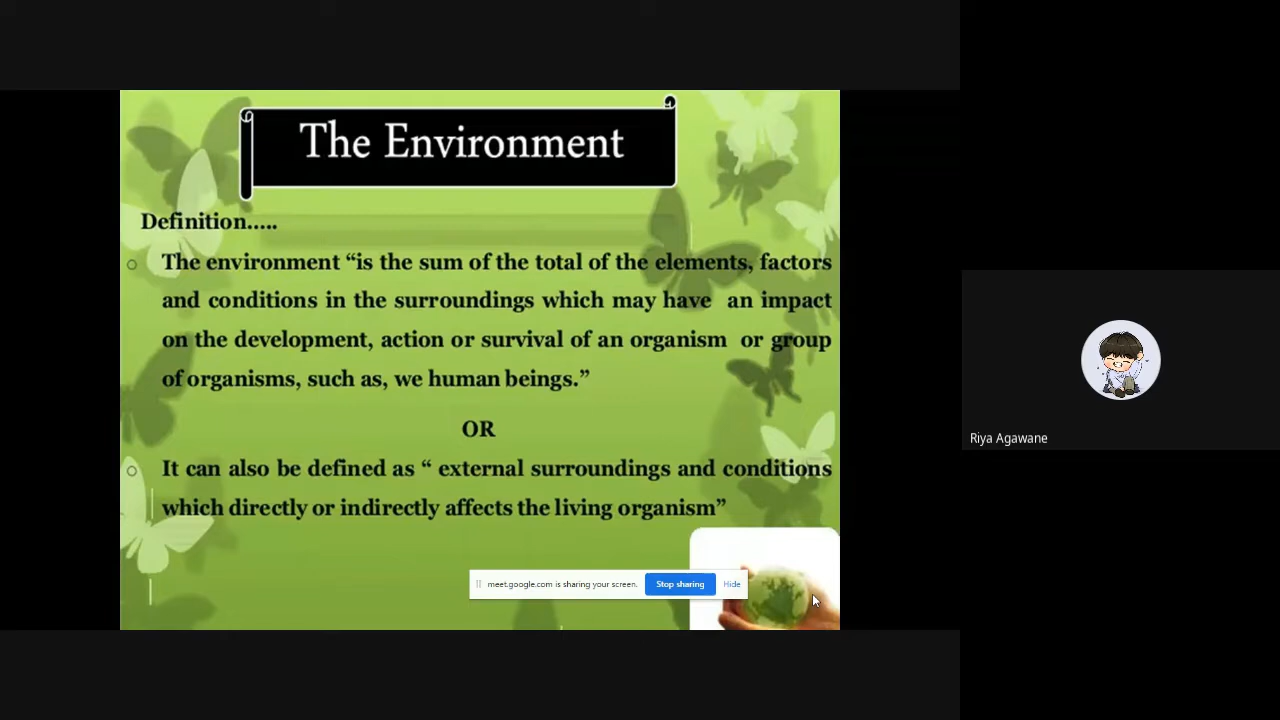 The Environment
Definition.....
The environment “is the sum of the total of the elements, factors
and conditions in the surroundings which may have an impact
on the development, action or survival of an organism or group
of organisms, such as, we human beings.”
OR
It can also be defined as “ external surroundings and conditions
which directly or indirectly affects the living organism”
meet.google.com is sharing your screen. Stop sharing Hide
Riya Agawane